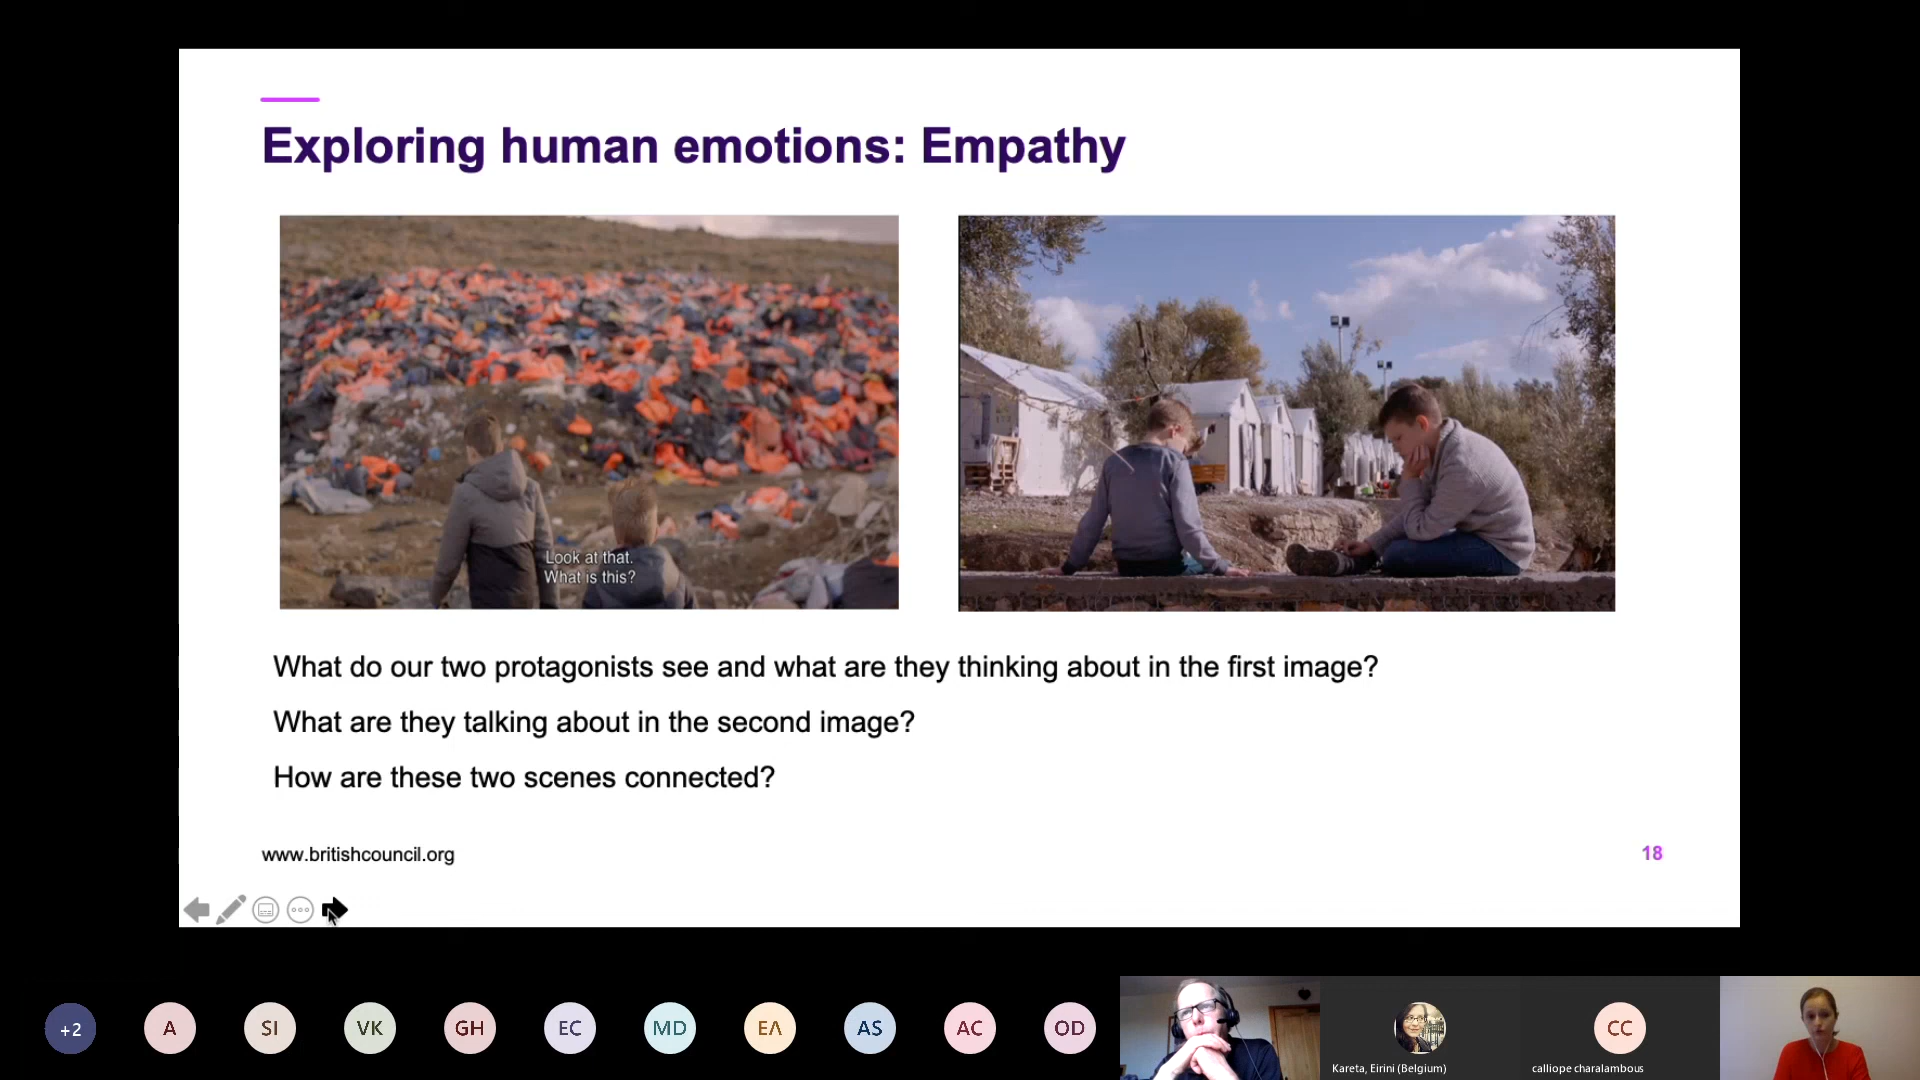 Exploring human emotions: Empathy
Look at that.
What is this?
What do our two protagonists see and what are they thinking about in the first image?
What are they talking about in the second image?
How are these two scenes connected?
www.britishcouncil.org
18
+2
A
SI
VK
GH
EC
MD
ΕΛ
AS
AC
OD
CC
Kareta, Eirini (Belgium)
calliope charalambous